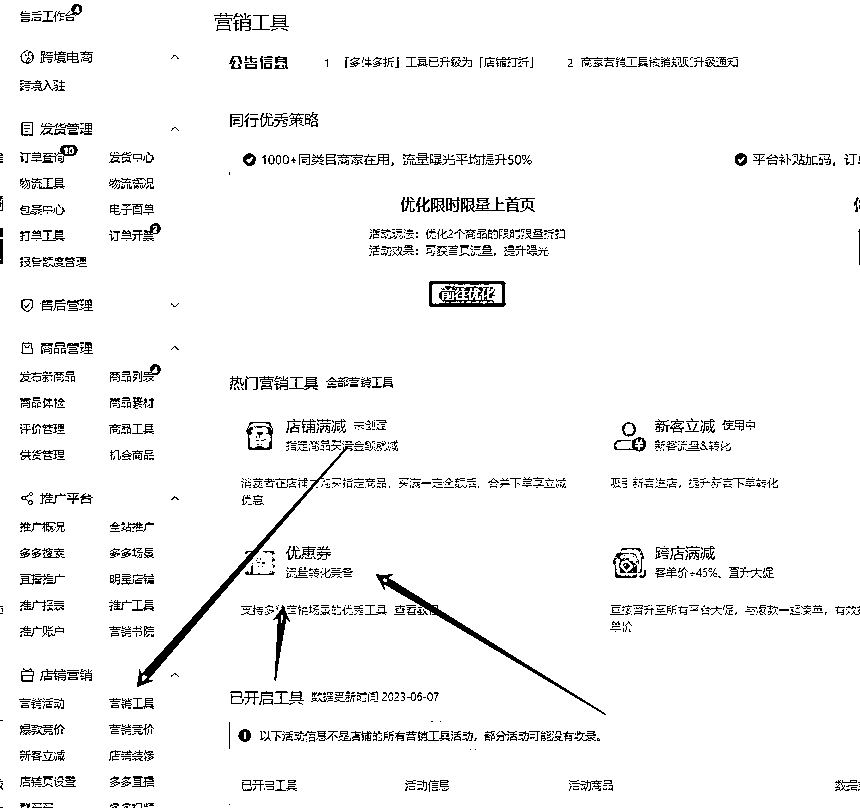 售后工作台
跨境电商
跨境入驻
发货管理
订单查询 10 发货中心
物流工具 物流概况
包裹中心 电子面单
打单工具 订单开票 2
报备额度管理
售后管理
商品管理
发布新商品 商品列表
商品体检 商品素材
评价管理 商品工具
供货管理 机会商品
推广平台
推广概况 全站推广
多多搜索 多多场景
直播推广 明星店铺
推广报表 推广工具
推广账户 营销书院
店铺营销
营销活动 营销工具
爆款竞价 营销竞价
新客立减 店铺装修
店铺页设置 多多直播
营销工具
公告信息 1 「多件多折」工具已升级为「店铺打折」 2 商家营销工具
升级通知
同行优秀策略
1000+同类目商家在用，流量曝光平均提升50%
平台补贴加码，订
优化限时限量上首页
活动玩法：优化2个商品的限时限量折扣
活动效果：可获首页流量，提升曝光
前往优化
热门营销工具 全部营销工具
店铺满减 未创建
指定商品买满金额就减
消费者在店铺内购买指定商品，买满一定金额后，合并下单享立减
优惠
新客立减 使用中
新客流量&转化
吸引新客进店，提升新客下单转化
优惠券
流量转化兼备
支持多种营销场景的优秀工具 查看教程
跨店满减
客单价+45%、直升大促
直接晋升至所有平台大促，与爆款一起凑单，有效
单价
已开启工具 数据更新时间 2023-06-07
以下活动信息不是店铺的所有营销工具活动，部分活动可能没有收录。
已开启工具 活动信息 活动商品 数据